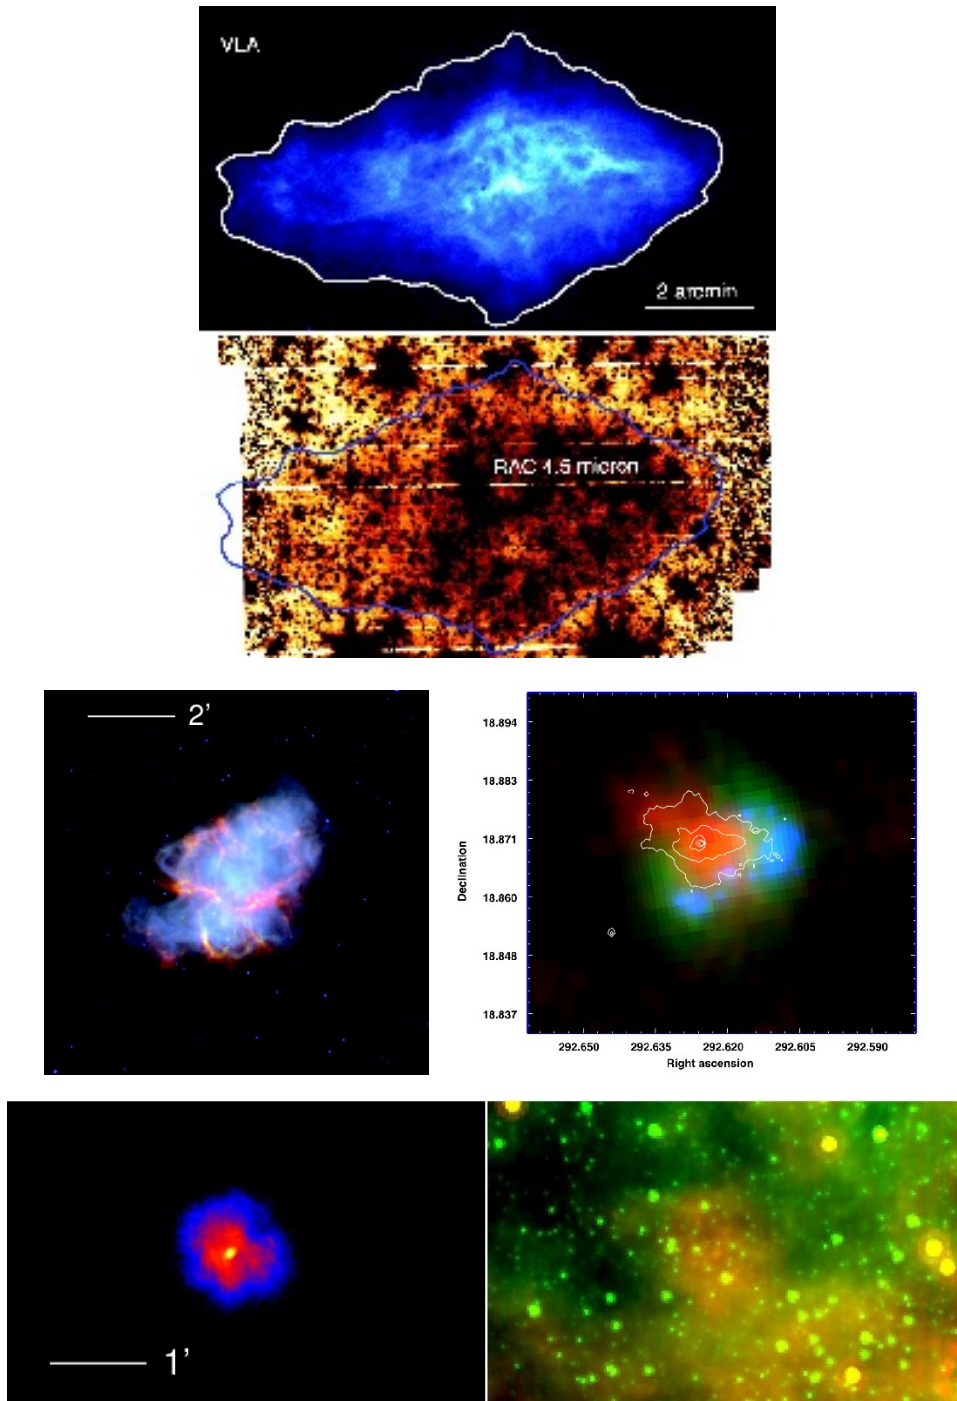 VLA
2 arcmin
RAC 4.5 micron
2’
18.894
18.883
18.871
18.860
18.848
18.837
Declination
292.650 292.635 292.620 292.605 292.590
Right ascension
1’